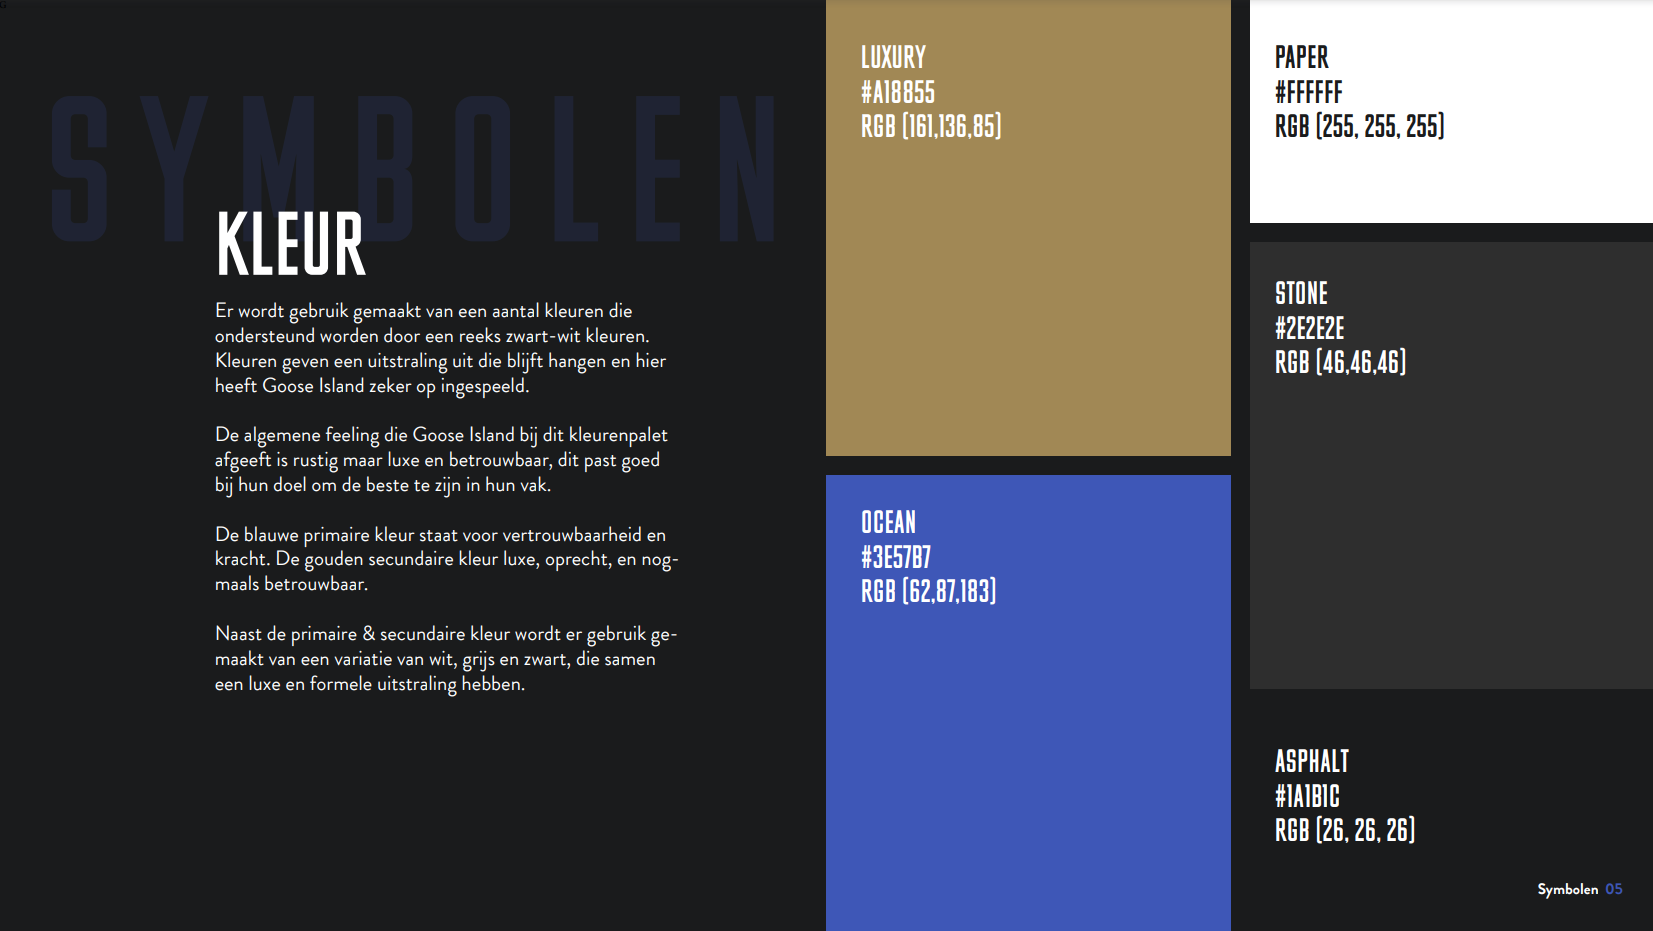 SYMBOLEN
KLEUR
Er wordt gebruik gemaakt van een aantal kleuren die
ondersteund worden door een reeks zwart-wit kleuren.
Kleuren geven een uitstraling uit die blijft hangen en hier
heeft Goose Island zeker op ingespeeld.
De algemene feeling die Goose Island bij dit kleurenpalet
afgeeft is rustig maar luxe en betrouwbaar, dit past goed
bij hun doel om de beste te zijn in hun vak.
De blauwe primaire kleur staat voor vertrouwbaarheid en
kracht. De gouden secundaire kleur luxe, oprecht, en nog-
maals betrouwbaar.
Naast de primaire & secundaire kleur wordt er gebruik ge-
maakt van een variatie van wit, grijs en zwart, die samen
een luxe en formele uitstraling hebben.
LUXURY
#A18855
RGB (161,136,85)
OCEAN
#3E57B7
RGB (62,87,183)
PAPER
#FFFFFF
RGB (255, 255, 255)
STONE
#2E2E2E
RGB (46,46,46)
ASPHALT
#1A1B1C
RGB (26, 26, 26)
Symbolen 05